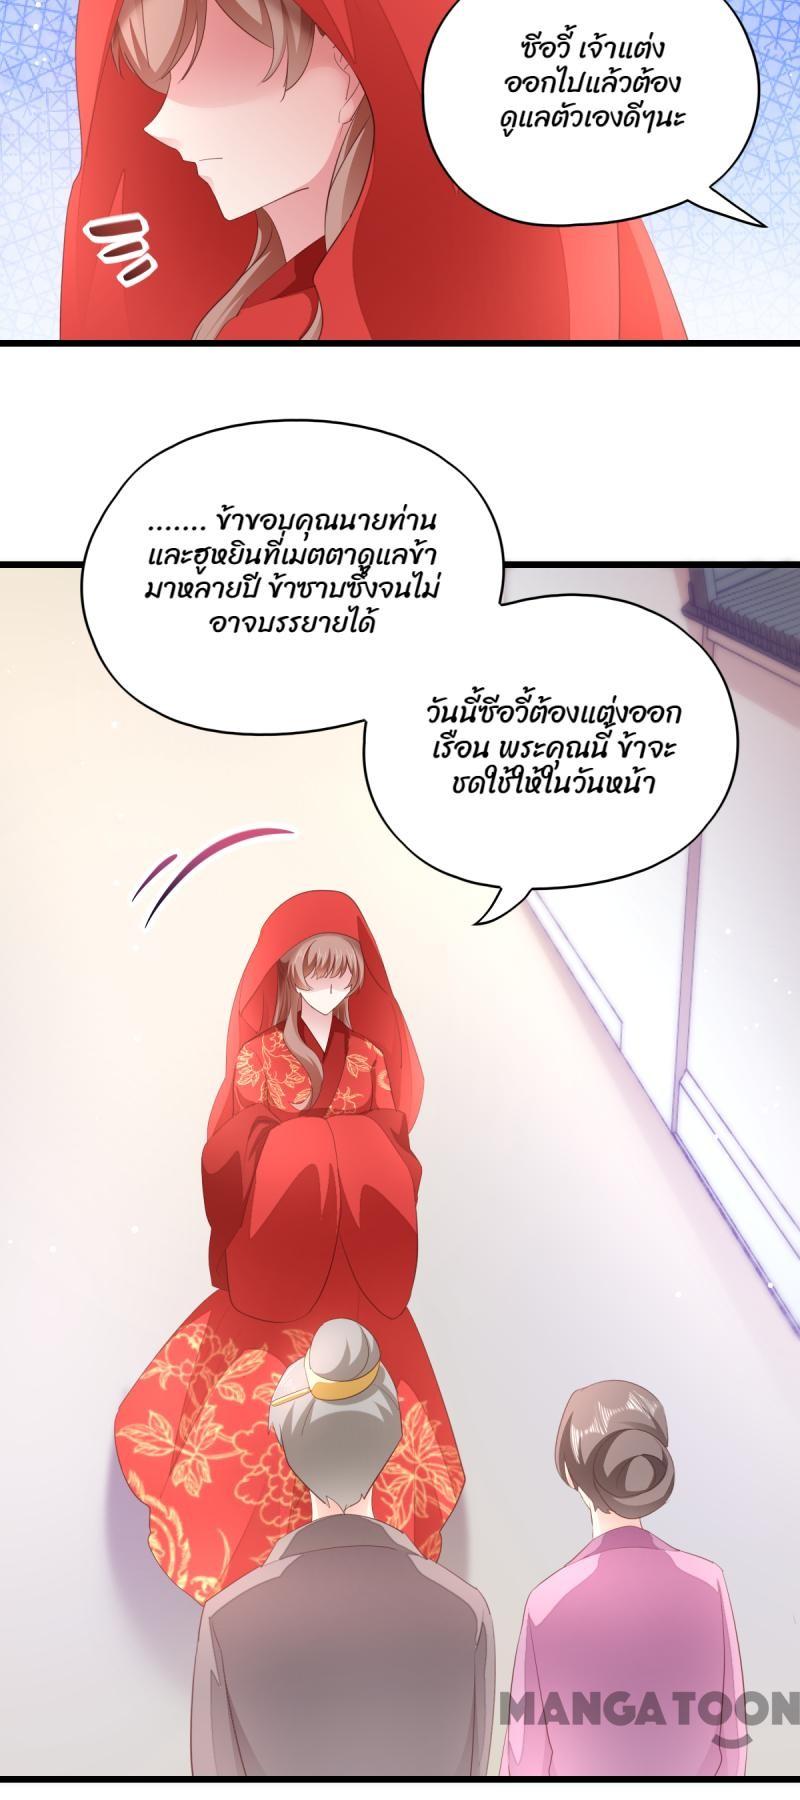 ซีอวี้ เจ้าแต่ง
ออกไปแล้วต้อง
ดูแลตัวเองดีๆนะ
....... ข้าขอบคุณนายท่าน
และฮูหยินที่เมตตาดูแลข้า
มาหลายปี ข้าซาบซึ้งจนไม่
อาจบรรยายได้
วันนี้ซีอวี้ต้องแต่งออก
เรือน พระคุณนี้ ข้าจะ
ชดใช้ให้ในวันหน้า
MANGATOON